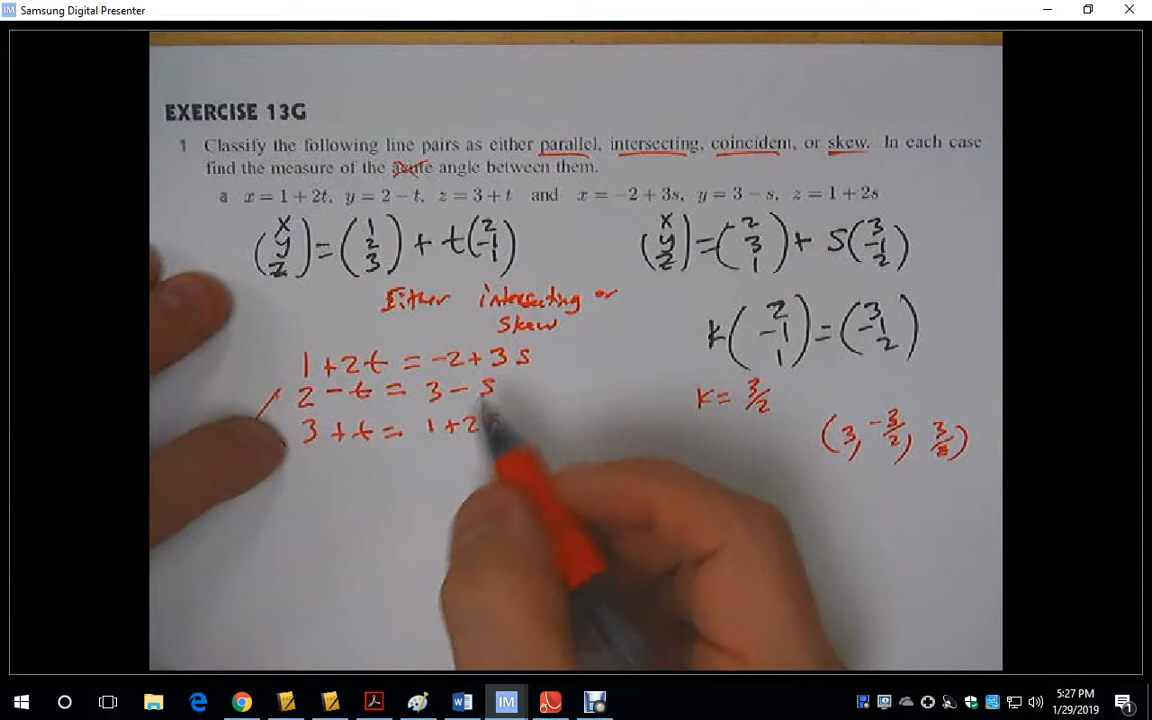 Samsung Digital Presenter
EXERCISE 13G
1 Classify the following line pairs as either parallel, intersecting, coincident, or skew. In each case
find the measure of the acute angle between them.
a x = 1 + 2t, y = 2 − t, z = 3 + t and x = −2 + 3s, y = 3 − s, z = 1 + 2s
(x y z) = (1 2 3) + t(2 -1 1)
(x y z) = (-2 3 1) + s(3 -1 2)
Either intersecting or
skew
k(2 -1 1) = (3 -1 2)
1 + 2t = -2 + 3s
2 - t = 3 - s
3 + t = 1 + 2
k = 3/2
(3, -3/2, 3/2)
IM
W
IM
5:27 PM
1/29/2019
1